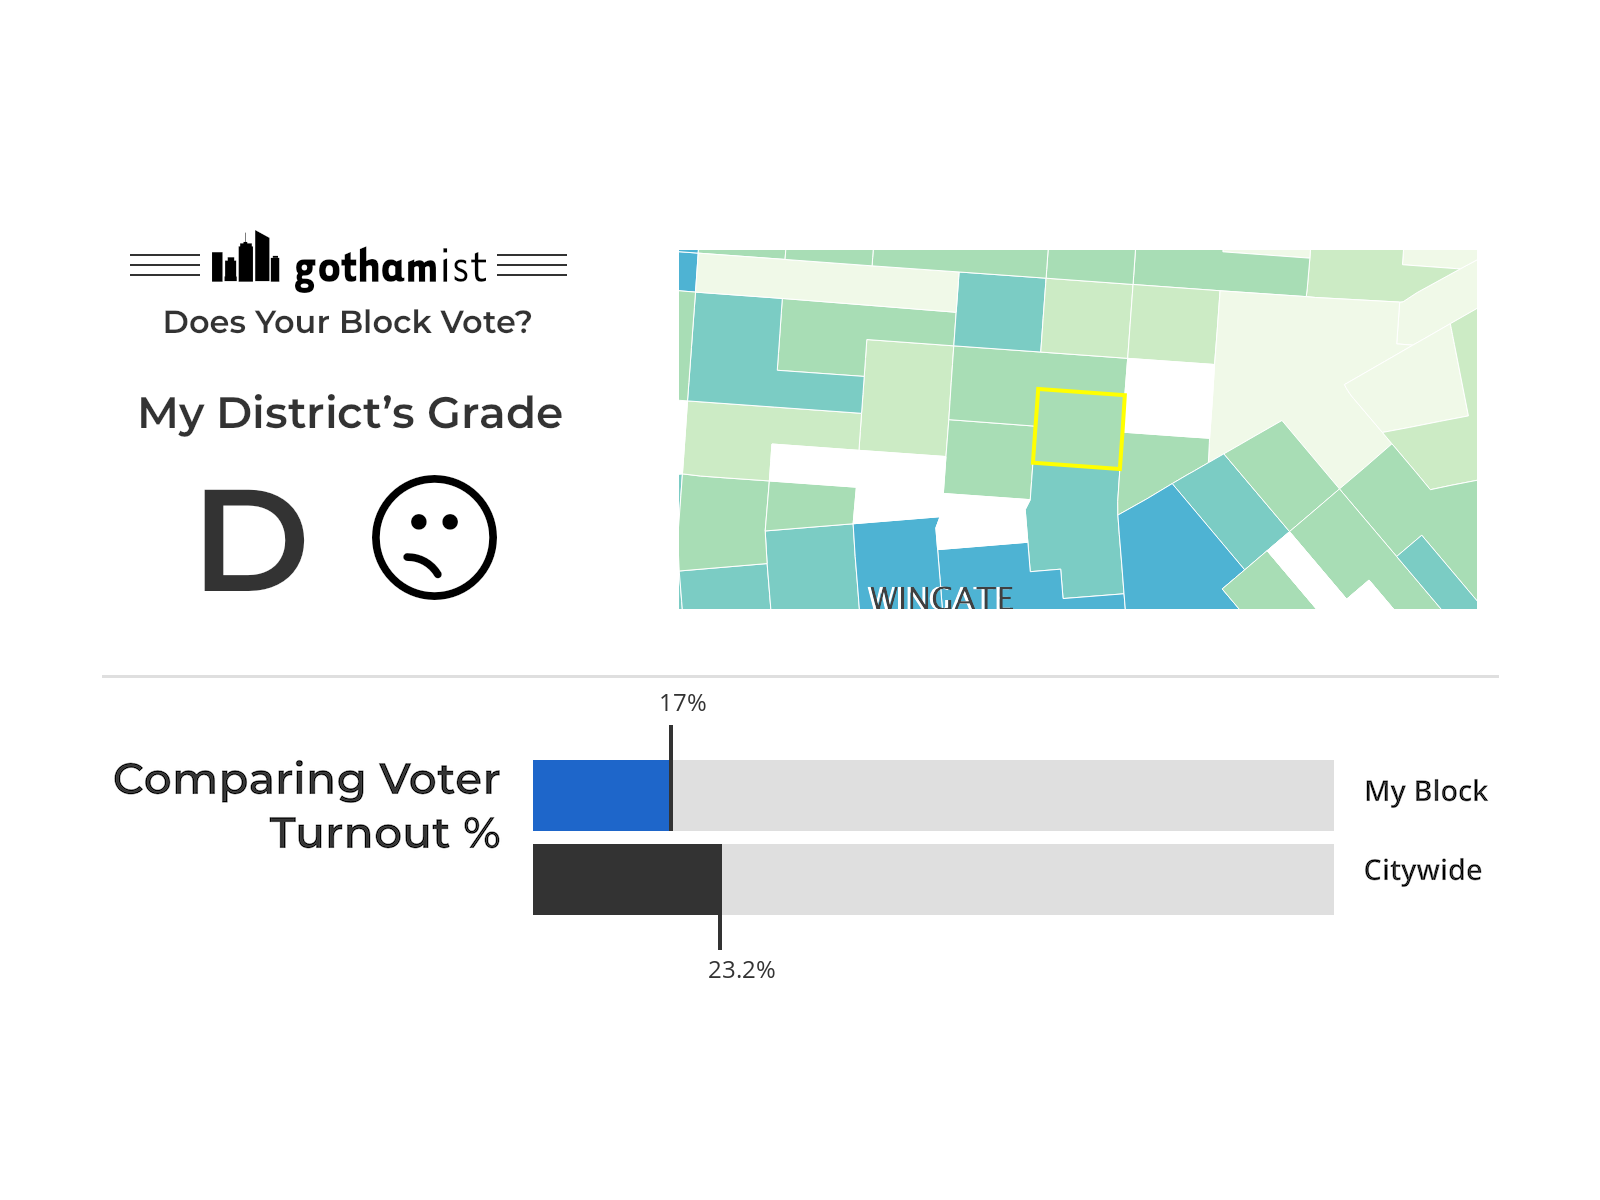 gothamist
Does Your Block Vote?
My District’s Grade
D
WINGATE
17%
Comparing Voter
Turnout %
My Block
Citywide
23.2%